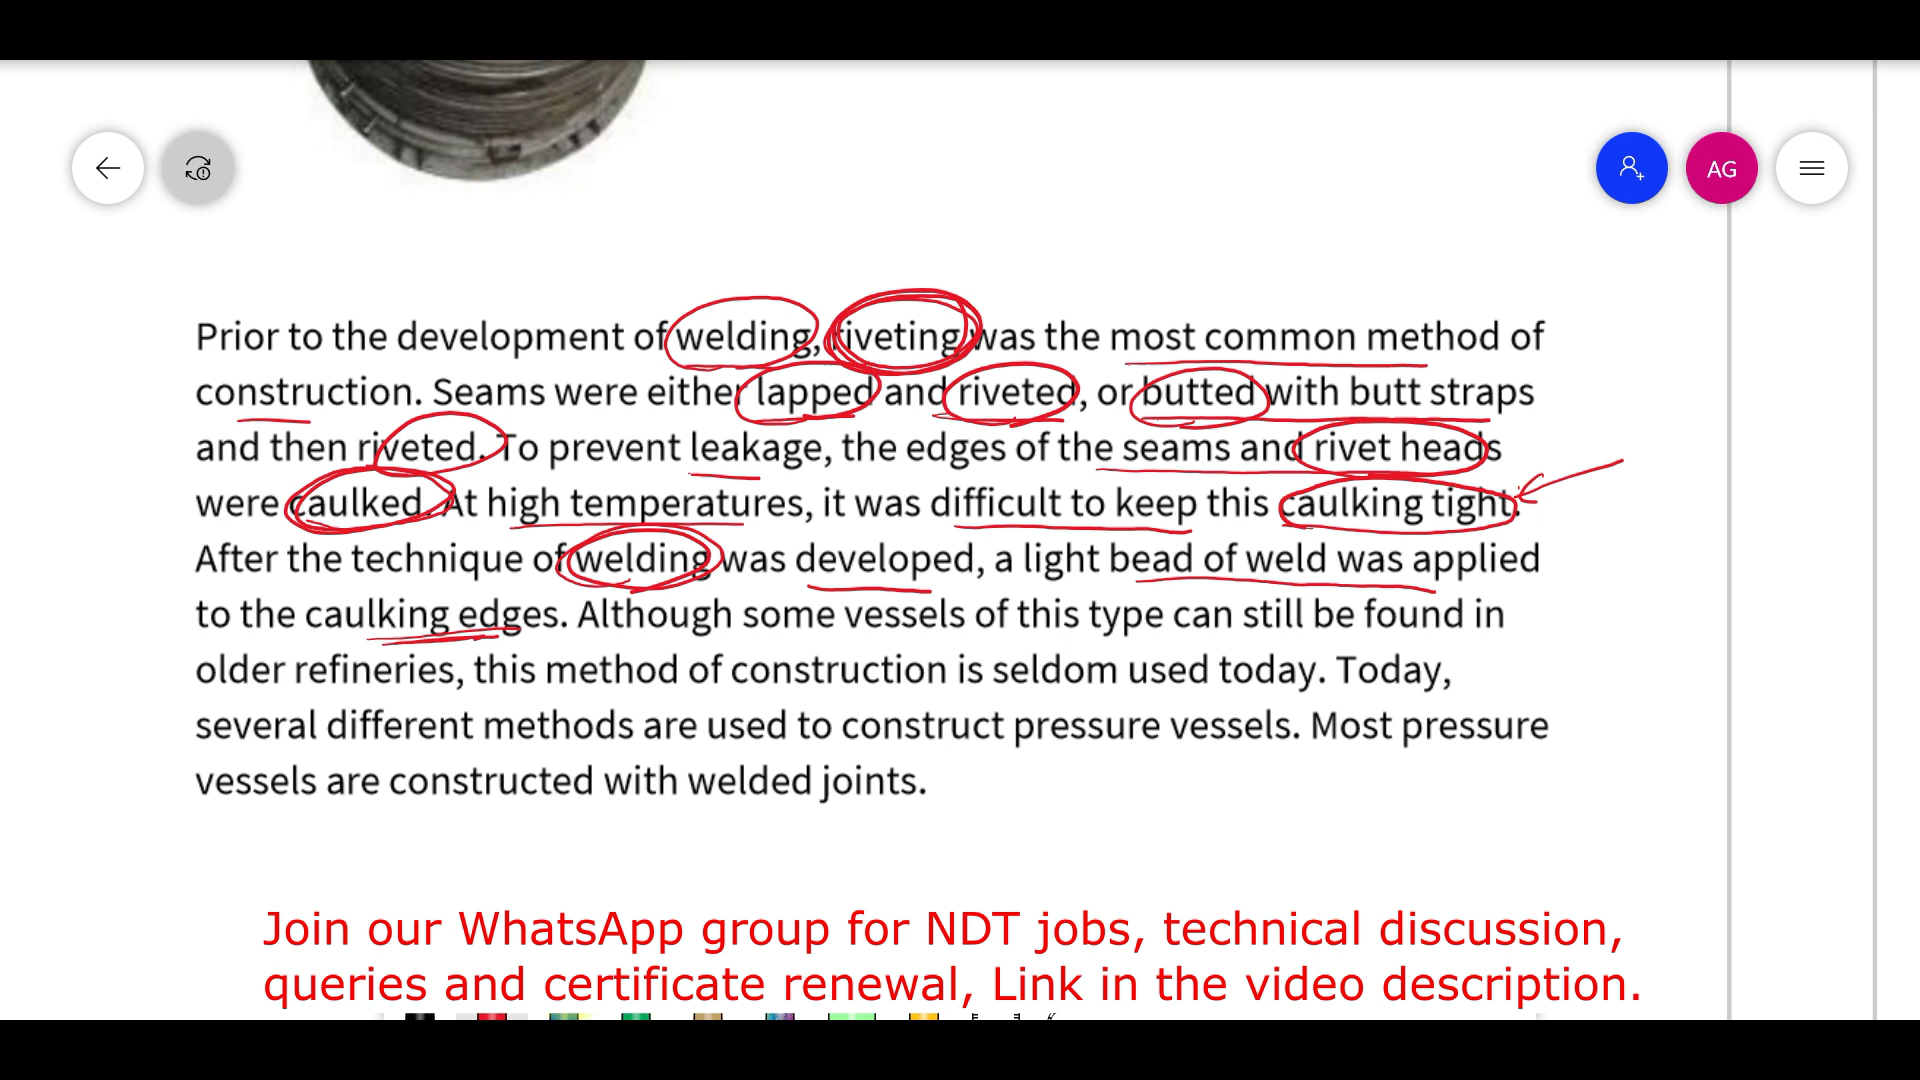 AG
Prior to the development of welding, riveting was the most common method of
construction. Seams were either lapped and riveted, or butted with butt straps
and then riveted. To prevent leakage, the edges of the seams and rivet heads
were caulked. At high temperatures, it was difficult to keep this caulking tight.
After the technique of welding was developed, a light bead of weld was applied
to the caulking edges. Although some vessels of this type can still be found in
older refineries, this method of construction is seldom used today. Today,
several different methods are used to construct pressure vessels. Most pressure
vessels are constructed with welded joints.
Join our WhatsApp group for NDT jobs, technical discussion,
queries and certificate renewal, Link in the video description.